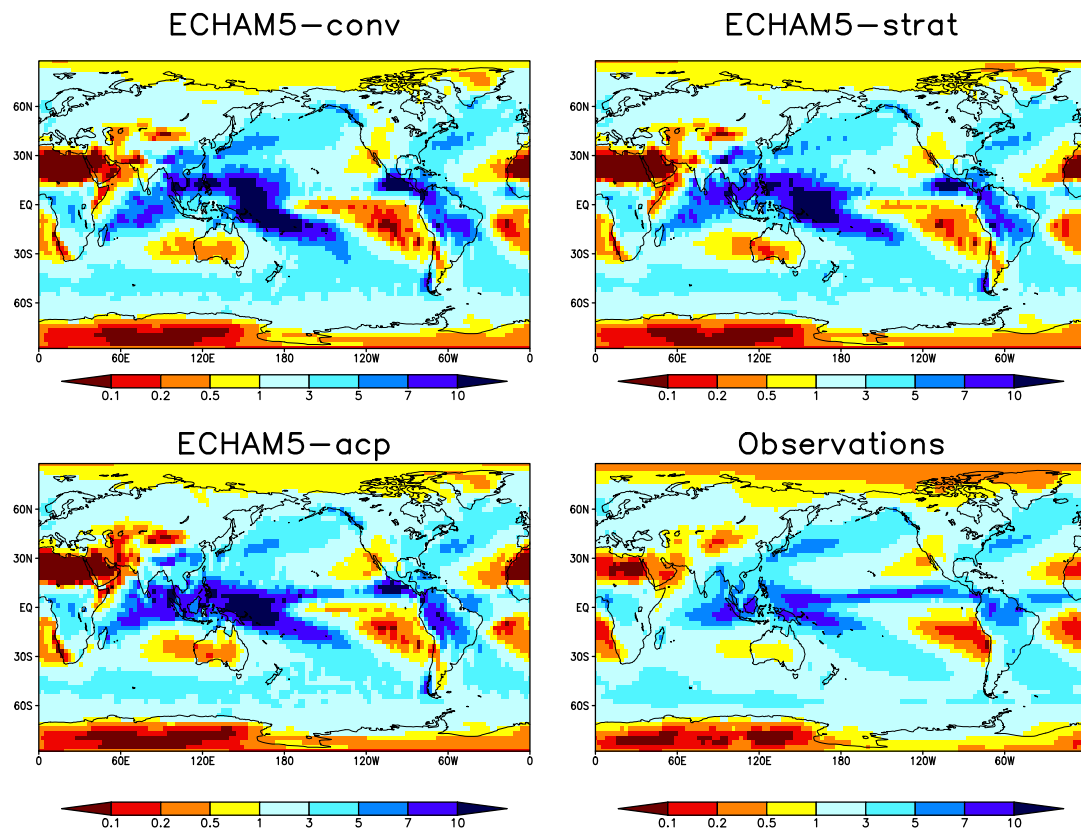 ECHAM5-conv
60N
30N
EQ
30S
60S
0 60E 120E 180 120W 60W 0
0.1 0.2 0.5 1 3 5 7 10
ECHAM5-strat
60N
30N
EQ
30S
60S
0 60E 120E 180 120W 60W
0.1 0.2 0.5 1 3 5 7 10
ECHAM5-acp
60N
30N
EQ
30S
60S
0 60E 120E 180 120W 60W 0
0.1 0.2 0.5 1 3 5 7 10
Observations
60N
30N
EQ
30S
60S
0 60E 120E 180 120W 60W
0.1 0.2 0.5 1 3 5 7 10